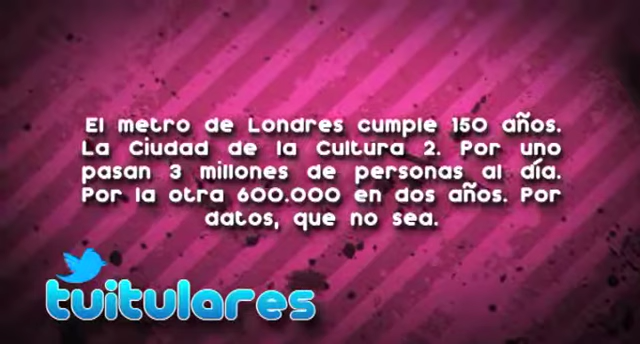 El metro de Londres cumple 150 años.
La Ciudad de la Cultura 2. Por uno
pasan 3 millones de personas al día.
Por la otra 600.000 en dos años. Por
datos, que no sea.
tuitulares